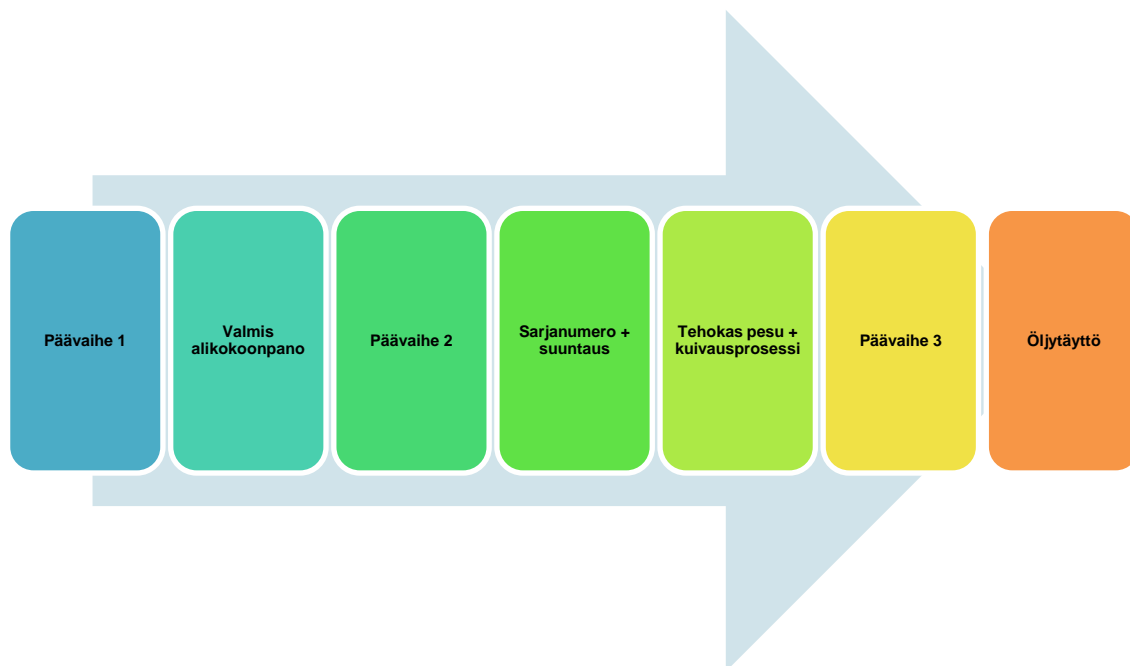 Päävaihe 1
Valmis
alikokoonpano
Päävaihe 2
Sarjanumero +
suuntaus
Tehokas pesu +
kuivausprosessi
Päävaihe 3
Öljytäyttö